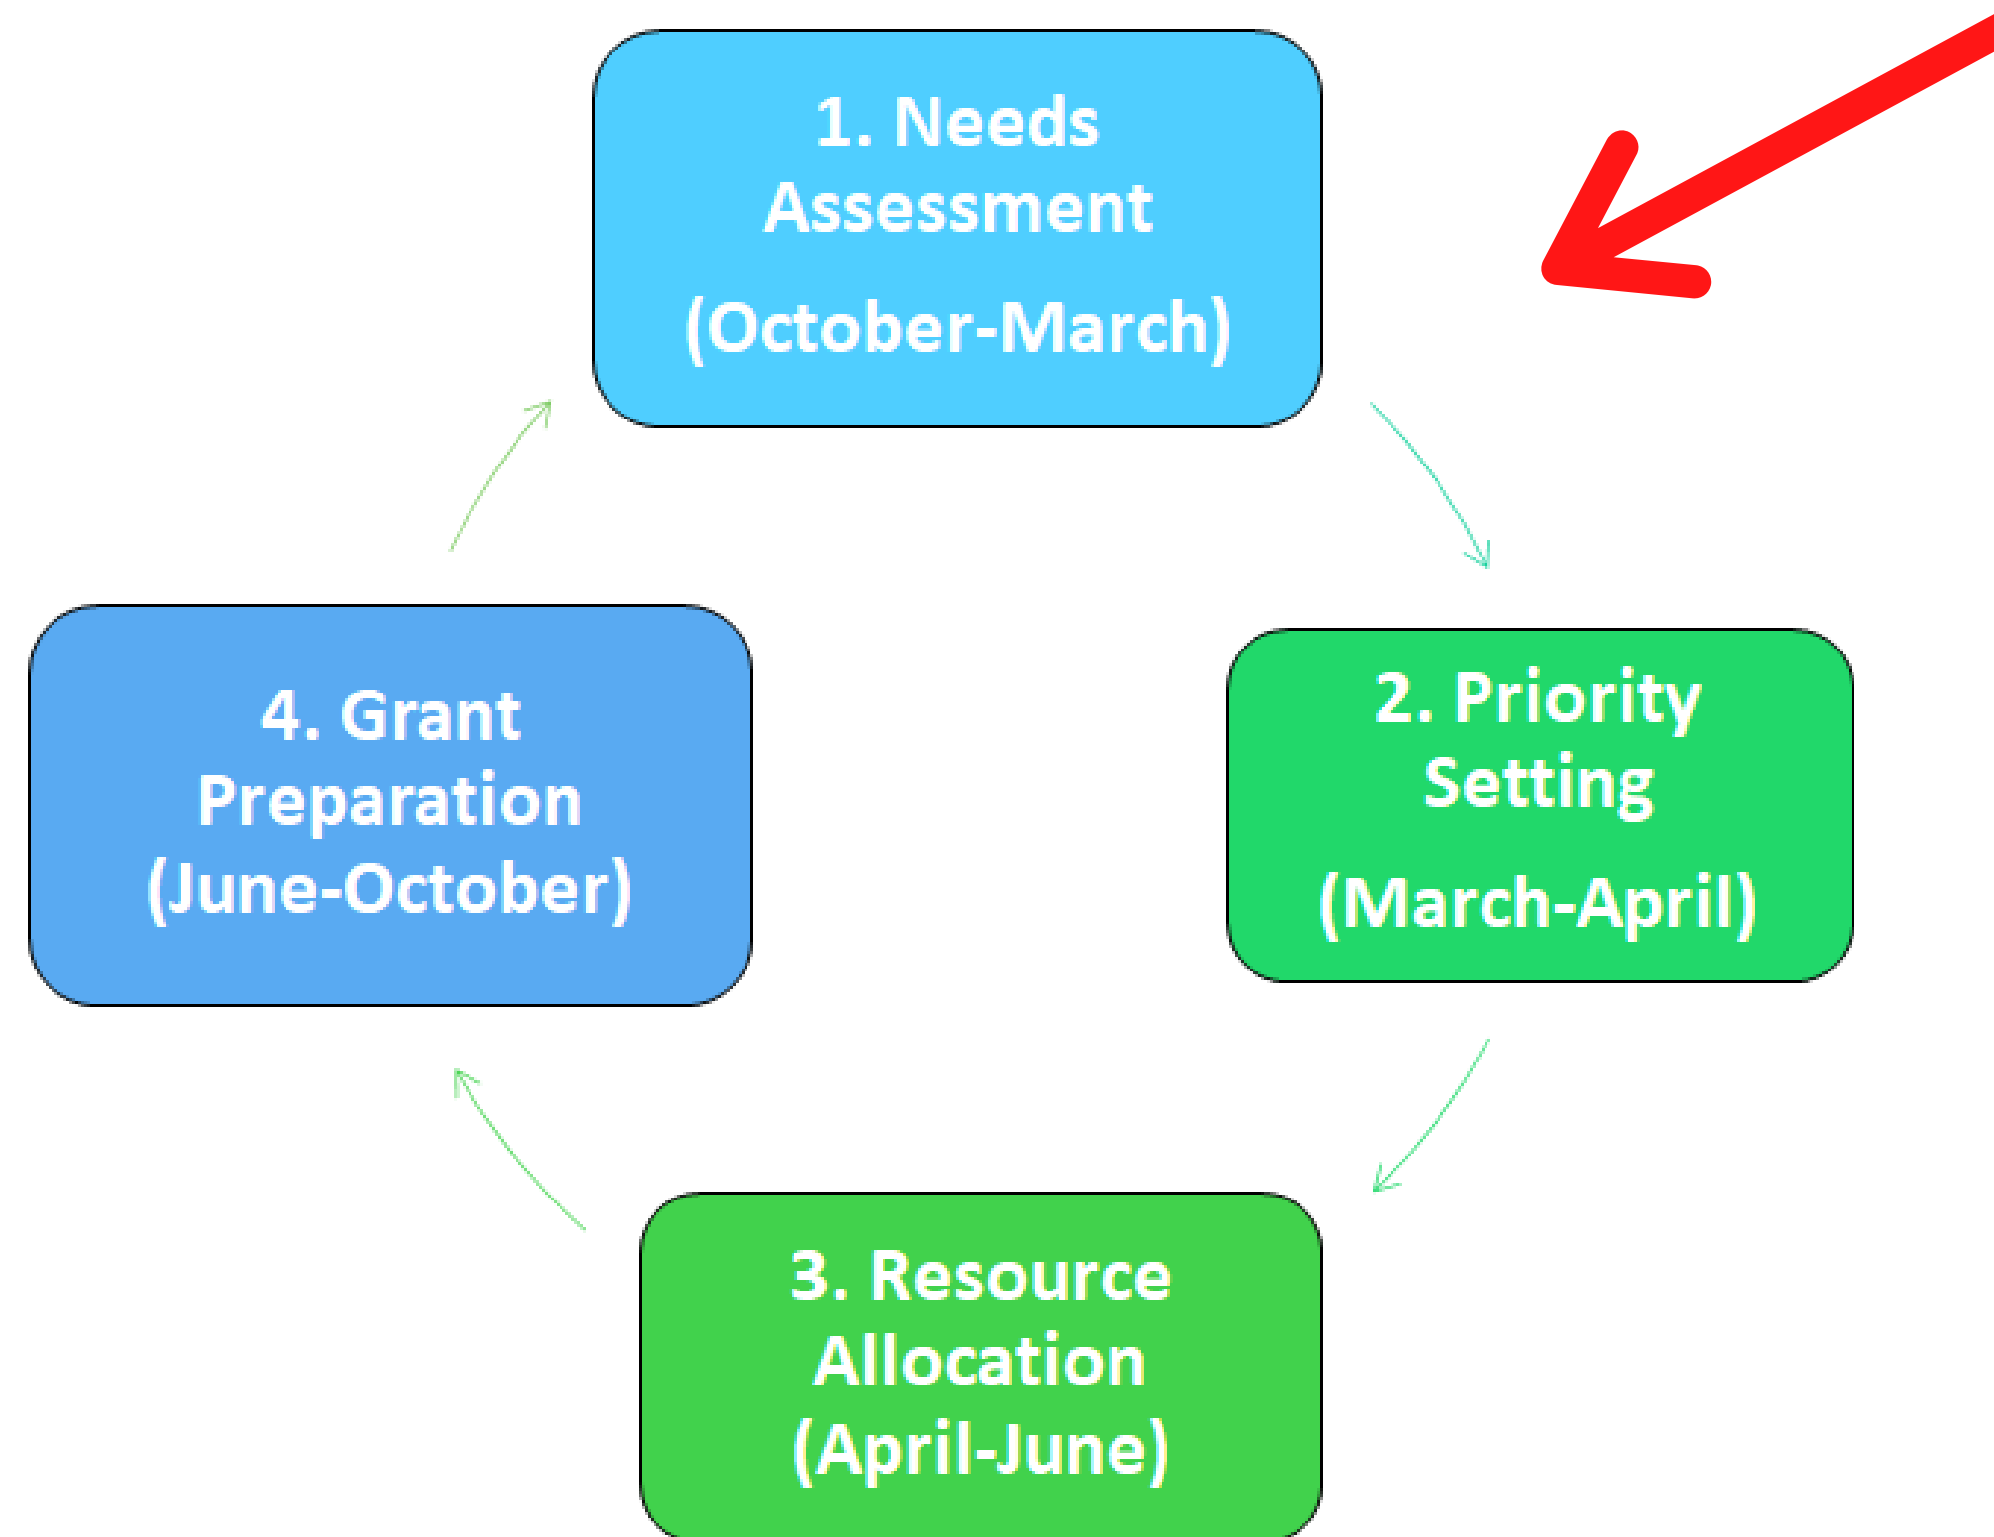 1. Needs
Assessment
(October-March)
2. Priority
Setting
(March-April)
3. Resource
Allocation
(April-June)
4. Grant
Preparation
(June-October)